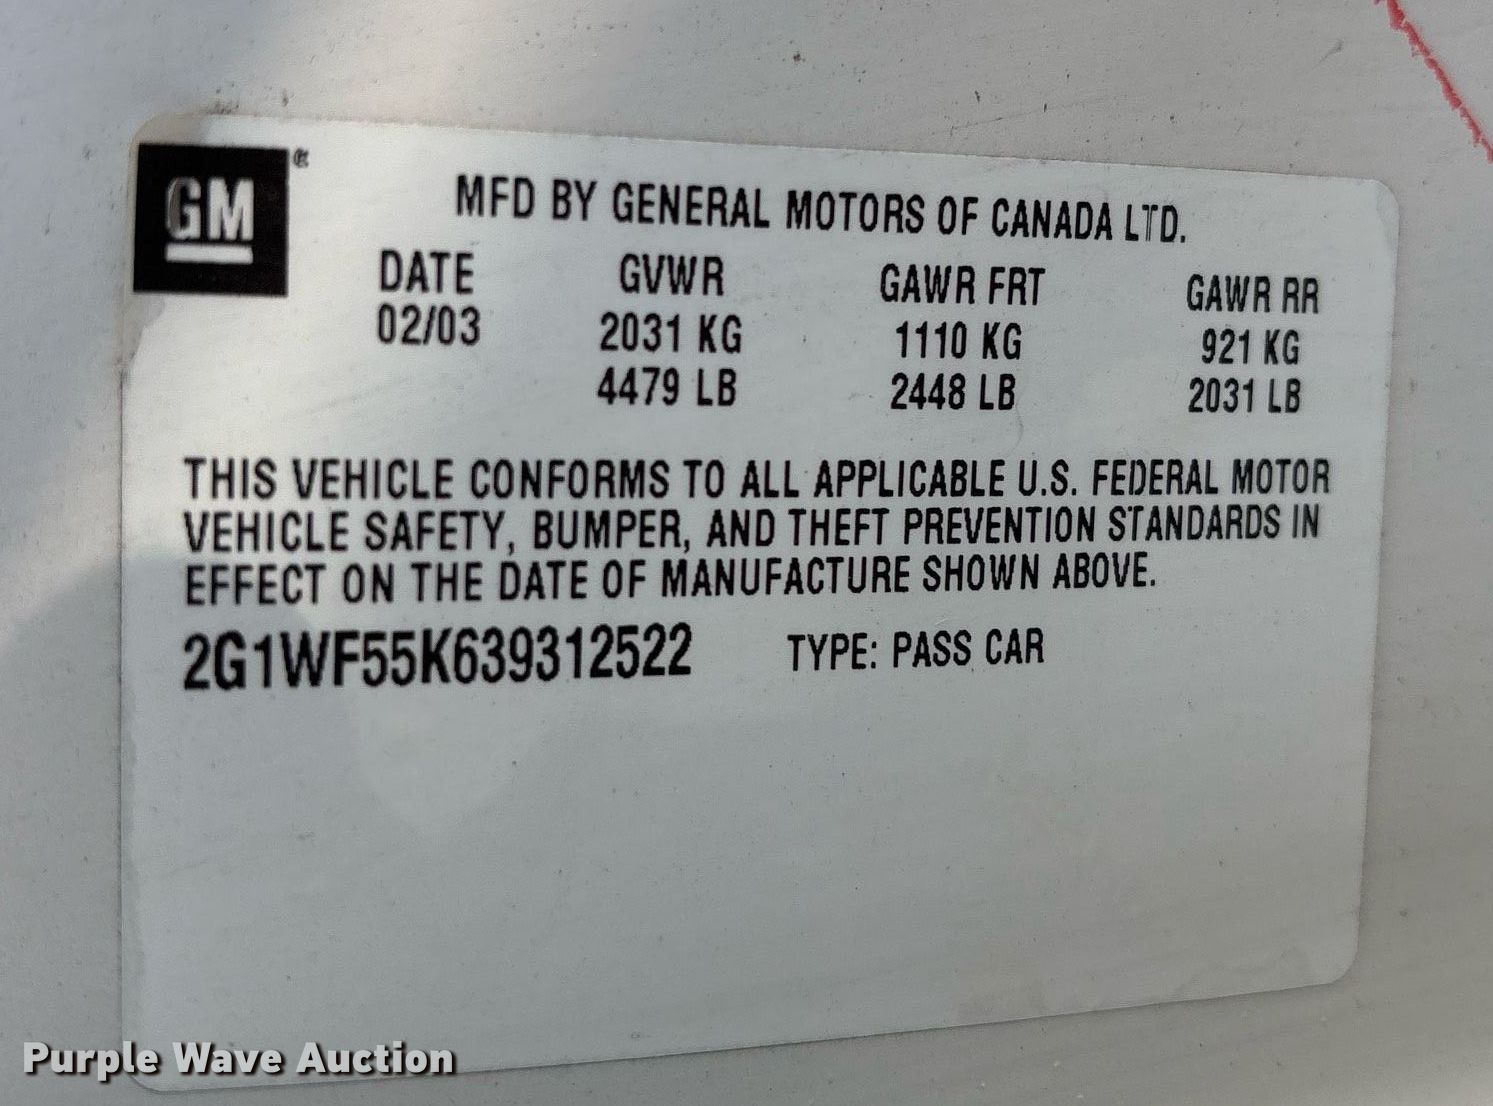 GM
MFD BY GENERAL MOTORS OF CANADA LTD.
DATE GVWR GAWR FRT GAWR RR
02/03 2031 KG 1110 KG 921 KG
4479 LB 2448 LB 2031 LB
THIS VEHICLE CONFORMS TO ALL APPLICABLE U.S. FEDERAL MOTOR
VEHICLE SAFETY, BUMPER, AND THEFT PREVENTION STANDARDS IN
EFFECT ON THE DATE OF MANUFACTURE SHOWN ABOVE.
2G1WF55K639312522 TYPE: PASS CAR
Purple Wave Auction